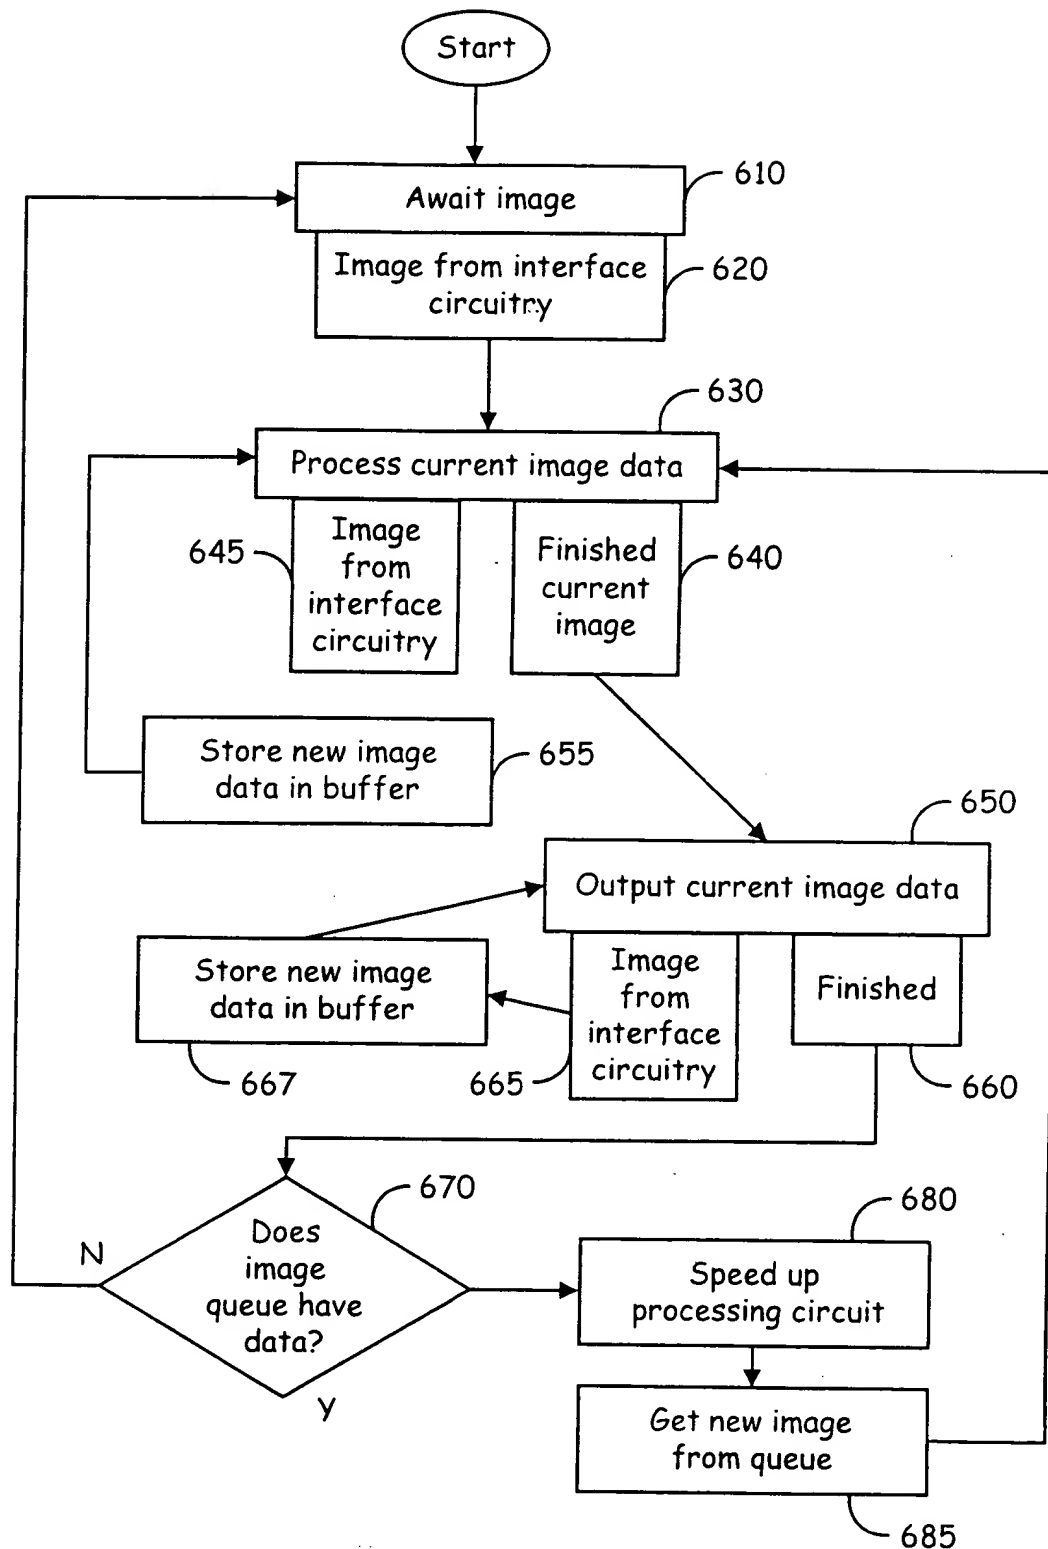 Start
610
Await image
Image from interface
circuitry
620
630
Process current image data
645
Image
from
interface
circuitry
Finished
current
image
640
Store new image
data in buffer
655
650
Output current image data
Store new image
data in buffer
667
Image
from
interface
circuitry
665
Finished
660
670
Does
image
queue have
data?
N
Y
680
Speed up
processing circuit
Get new image
from queue
685